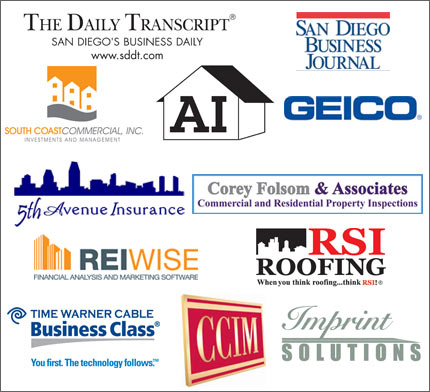 THE DAILY TRANSCRIPT®
SAN DIEGO'S BUSINESS DAILY
www.sddt.com
SAN DIEGO
BUSINESS
JOURNAL
SOUTH COASTCOMMERCIAL, INC.
INVESTMENTS AND MANAGEMENT
AI
GEICO®
5th Avenue Insurance
Corey Folsom & Associates
Commercial and Residential Property Inspections
REIWISE
FINANCIAL ANALYSIS AND MARKETING SOFTWARE
RSI
ROOFING
When you think roofing...think RSI!®
TIME WARNER CABLE
Business Class®
You first. The technology follows.™
CCIM
Imprint
SOLUTIONS